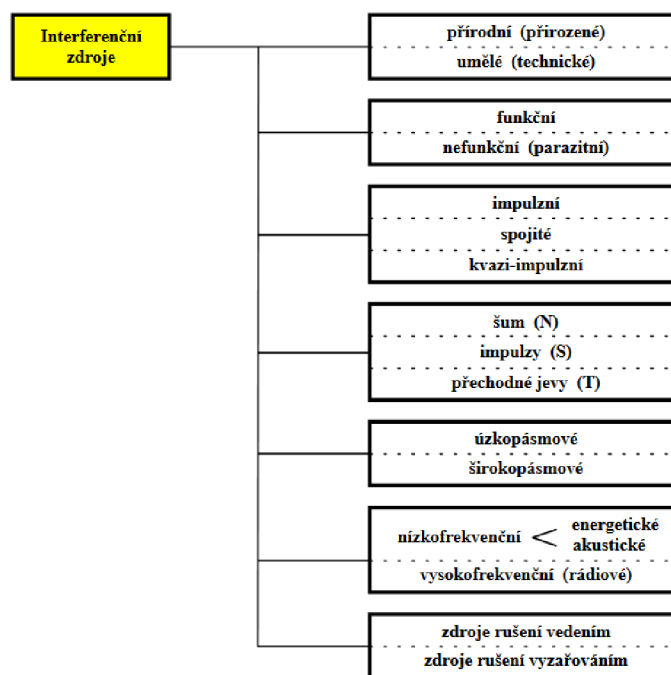 Interferenční
zdroje
přírodní (přirozené)
umělé (technické)
funkční
nefunkční (parazitní)
impulzní
spojité
kvazi-impulzní
šum (N)
impulzy (S)
přechodné jevy (T)
úzkopásmové
širokopásmové
nízkofrekvenční < energetické
akustické
vysokofrekvenční (rádiové)
zdroje rušení vedením
zdroje rušení vyzařováním